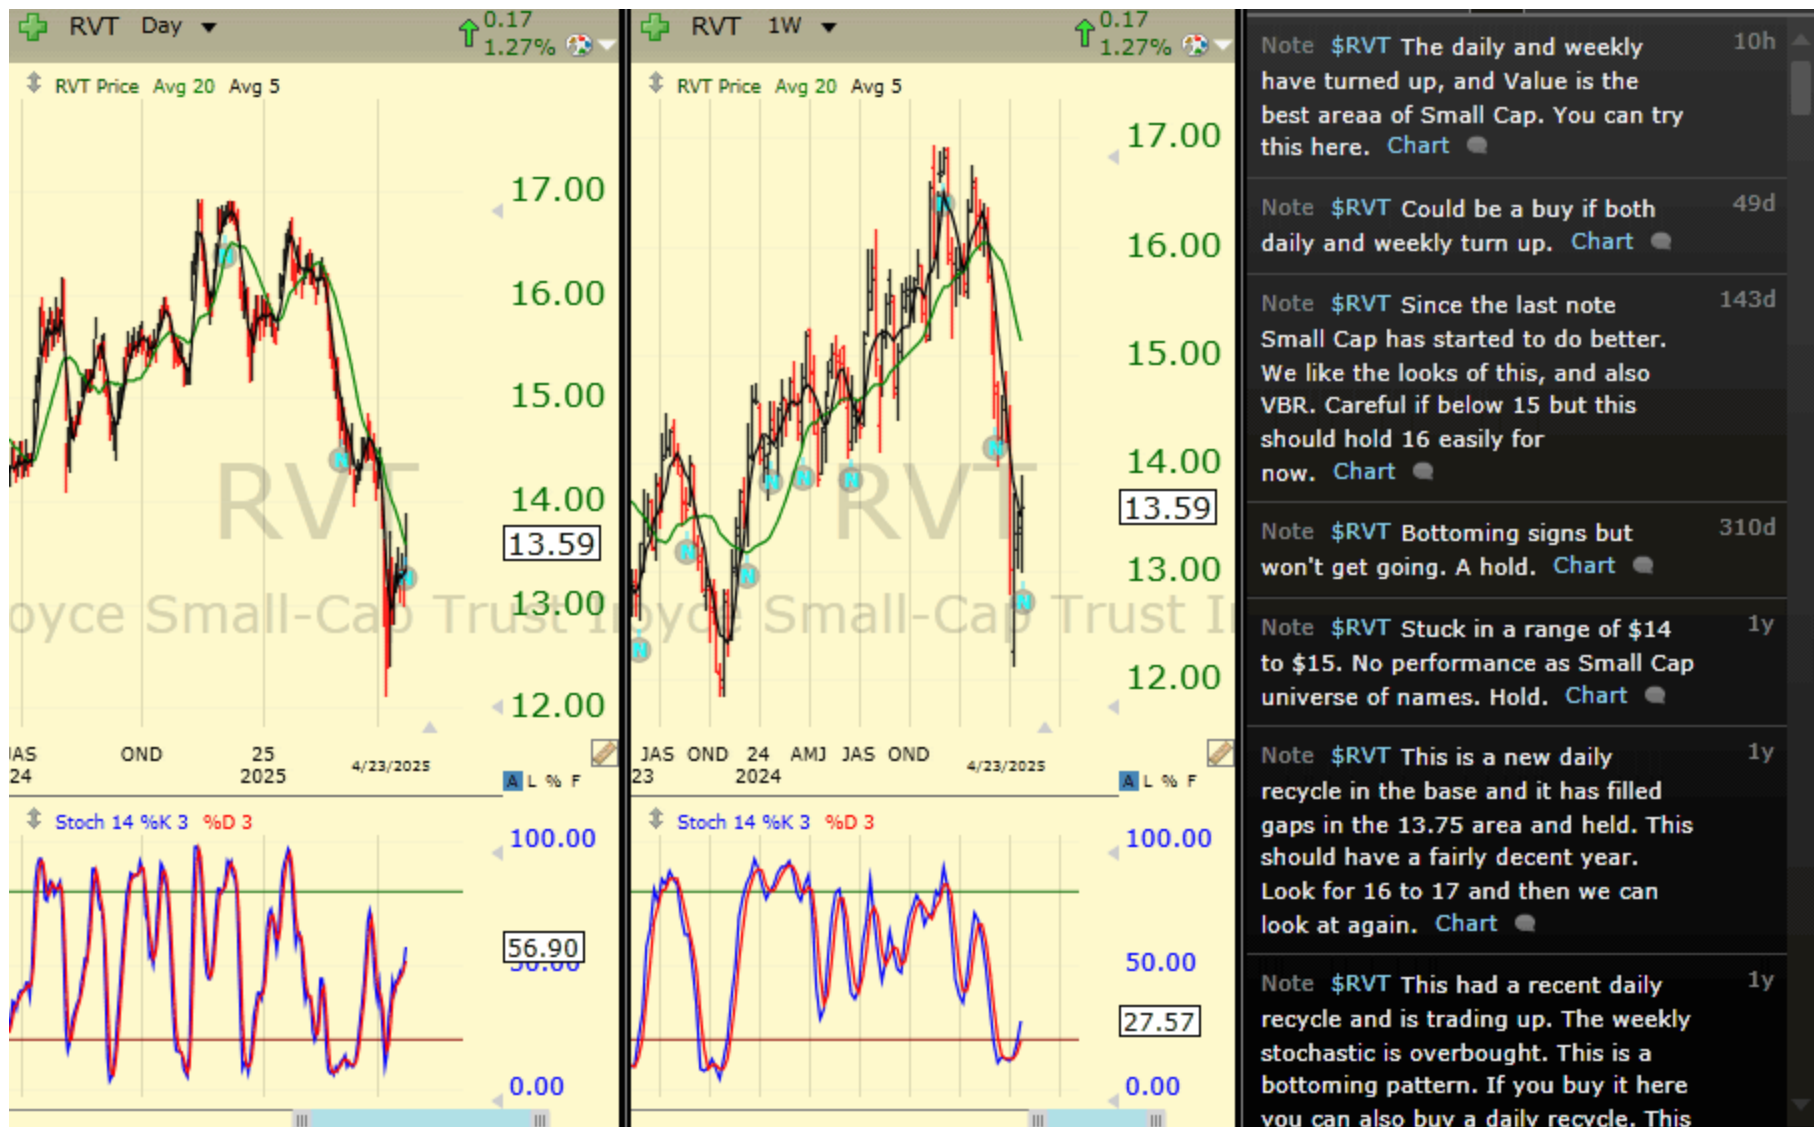 RVT Day
0.17
1.27%
RVT Price Avg 20 Avg 5
17.00
16.00
15.00
14.00
13.59
13.00
12.00
RVT
oyce Small-Cap Trust I
JAS OND 25
24 2025 4/23/2025
A L % F
Stoch 14 %K 3 %D 3
100.00
56.90
50.00
0.00
RVT 1W
0.17
1.27%
RVT Price Avg 20 Avg 5
17.00
16.00
15.00
14.00
13.59
13.00
12.00
RVT
oyce Small-Cap Trust I
JAS OND 24 AMJ JAS OND
23 2024 4/23/2025
A L % F
Stoch 14 %K 3 %D 3
100.00
50.00
27.57
0.00
Note $RVT The daily and weekly 10h
have turned up, and Value is the
best areaa of Small Cap. You can try
this here. Chart
Note $RVT Could be a buy if both 49d
daily and weekly turn up. Chart
Note $RVT Since the last note 143d
Small Cap has started to do better.
We like the looks of this, and also
VBR. Careful if below 15 but this
should hold 16 easily for
now. Chart
Note $RVT Bottoming signs but 310d
won't get going. A hold. Chart
Note $RVT Stuck in a range of $14 1y
to $15. No performance as Small Cap
universe of names. Hold. Chart
Note $RVT This is a new daily 1y
recycle in the base and it has filled
gaps in the 13.75 area and held. This
should have a fairly decent year.
Look for 16 to 17 and then we can
look at again. Chart
Note $RVT This had a recent daily 1y
recycle and is trading up. The weekly
stochastic is overbought. This is a
bottoming pattern. If you buy it here
you can also buy a daily recycle. This